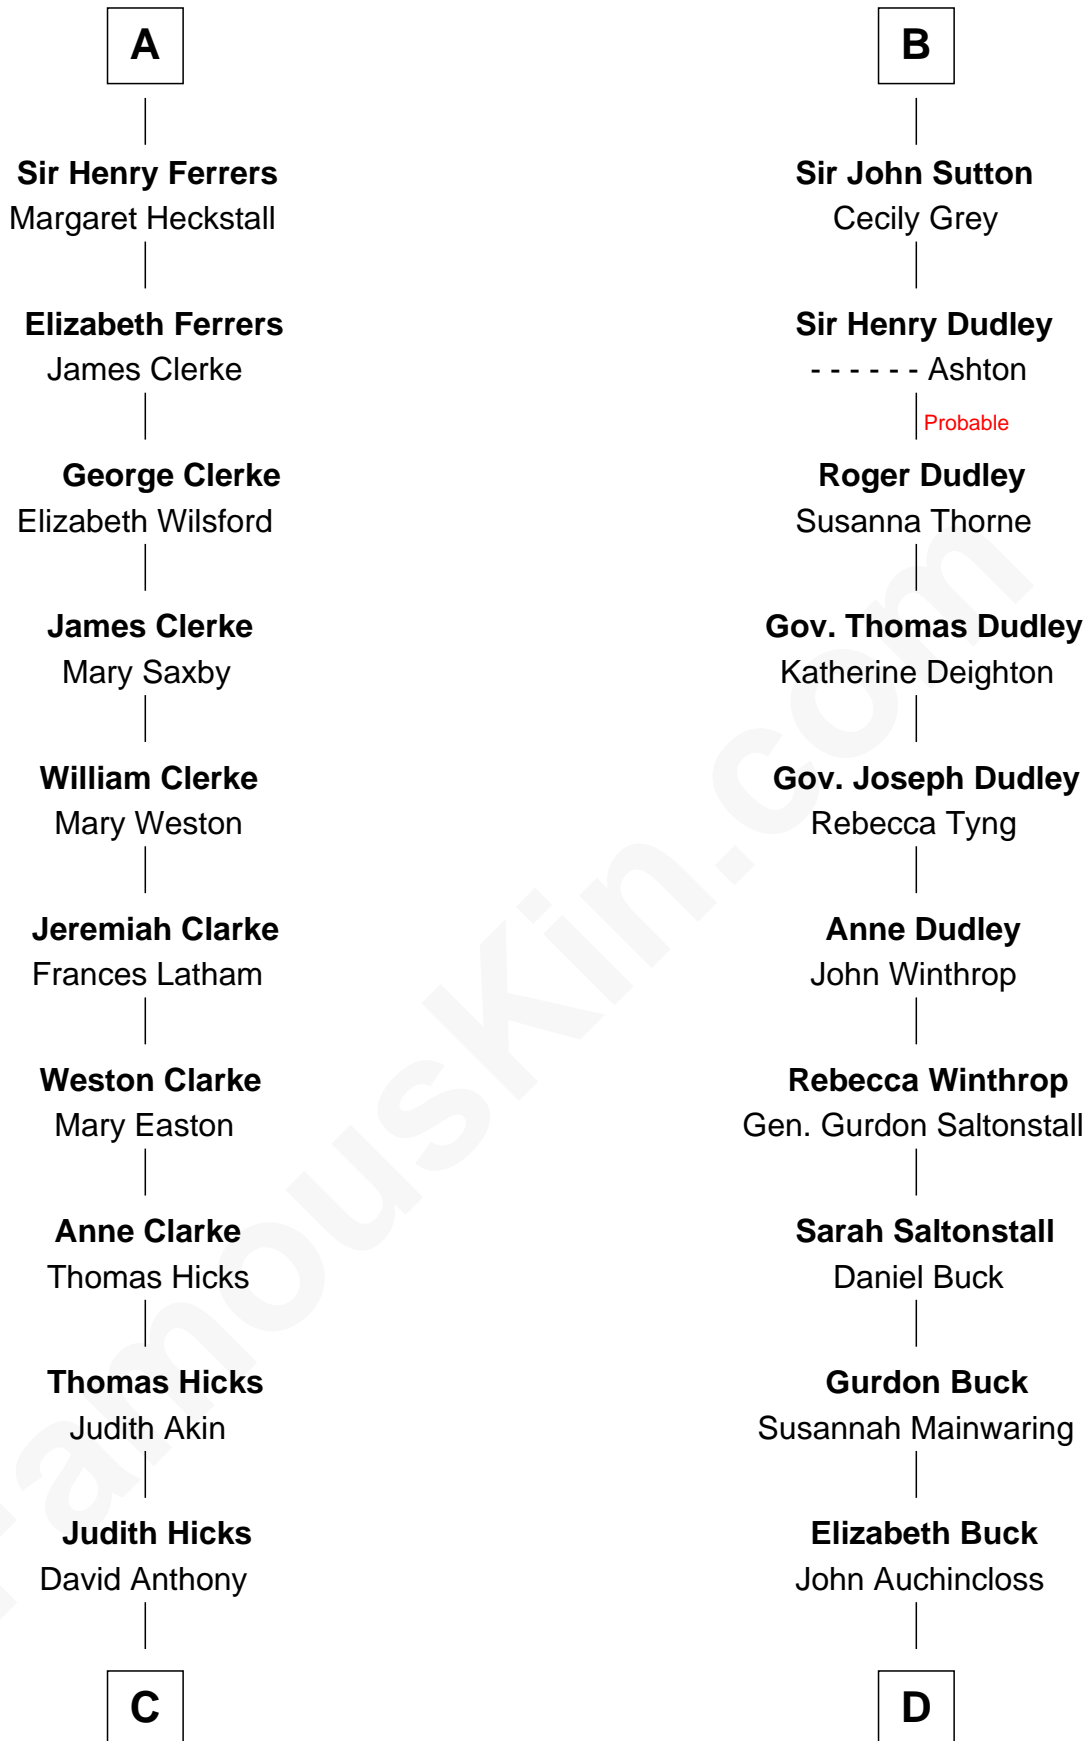 A
Sir Henry Ferrers
Margaret Heckstall
Elizabeth Ferrers
James Clerke
George Clerke
Elizabeth Wilsford
James Clerke
Mary Saxby
William Clerke
Mary Weston
Jeremiah Clarke
Frances Latham
Weston Clarke
Mary Easton
Anne Clarke
Thomas Hicks
Thomas Hicks
Judith Akin
Judith Hicks
David Anthony
C
B
Sir John Sutton
Cecily Grey
Sir Henry Dudley
- - - - - - Ashton
Probable
Roger Dudley
Susanna Thorne
Gov. Thomas Dudley
Katherine Deighton
Gov. Joseph Dudley
Rebecca Tyng
Anne Dudley
John Winthrop
Rebecca Winthrop
Gen. Gurdon Saltonstall
Sarah Saltonstall
Daniel Buck
Gurdon Buck
Susannah Mainwaring
Elizabeth Buck
John Auchincloss
D
FamousKin.com